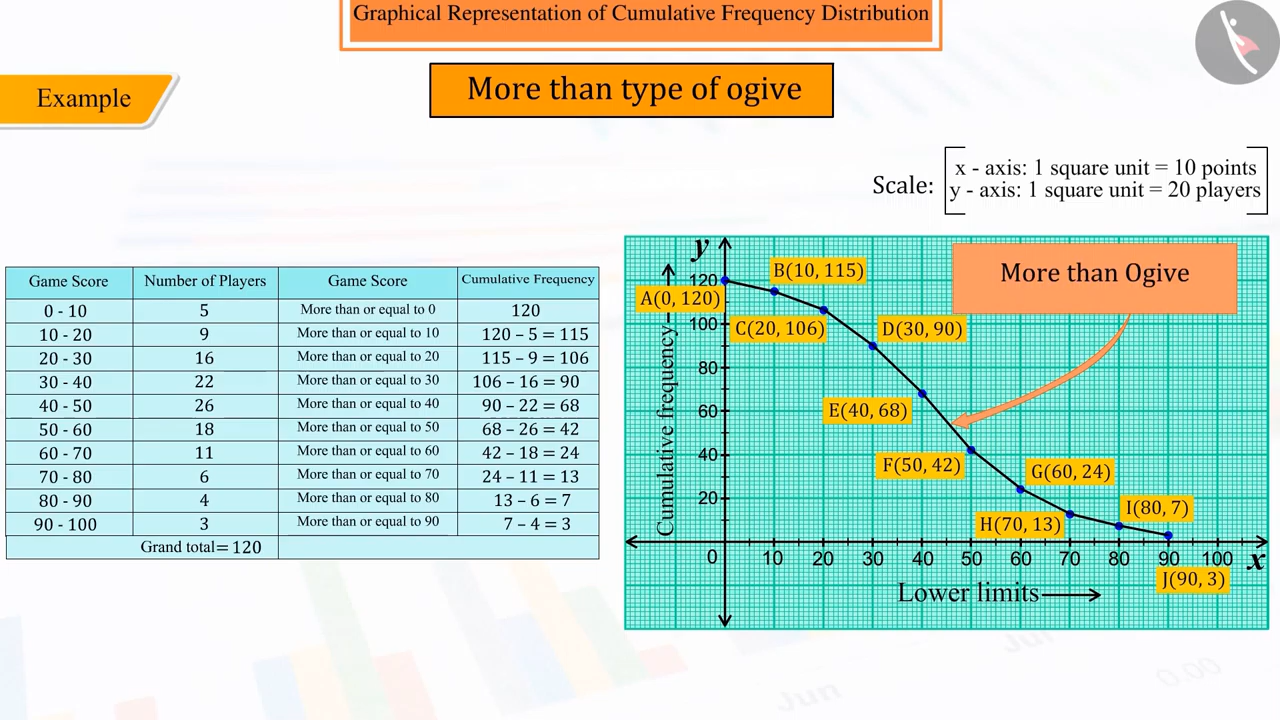 Graphical Representation of Cumulative Frequency Distribution
Example
More than type of ogive
Scale:
x - axis: 1 square unit = 10 points
y - axis: 1 square unit = 20 players
Game Score Number of Players Game Score Cumulative Frequency
0 - 10 5 More than or equal to 0 120
10 - 20 9 More than or equal to 10 120 – 5 = 115
20 - 30 16 More than or equal to 20 115 – 9 = 106
30 - 40 22 More than or equal to 30 106 – 16 = 90
40 - 50 26 More than or equal to 40 90 – 22 = 68
50 - 60 18 More than or equal to 50 68 – 26 = 42
60 - 70 11 More than or equal to 60 42 – 18 = 24
70 - 80 6 More than or equal to 70 24 – 11 = 13
80 - 90 4 More than or equal to 80 13 – 6 = 7
90 - 100 3 More than or equal to 90 7 – 4 = 3
Grand total = 120
y
More than Ogive
B(10, 115)
120
A(0, 120)
100
C(20, 106)
D(30, 90)
80
60
E(40, 68)
40
F(50, 42)
G(60, 24)
20
I(80, 7)
H(70, 13)
Cumulative frequency
0 10 20 30 40 50 60 70 80 90 100 x
J(90, 3)
Lower limits
Jun
Jul
0.00